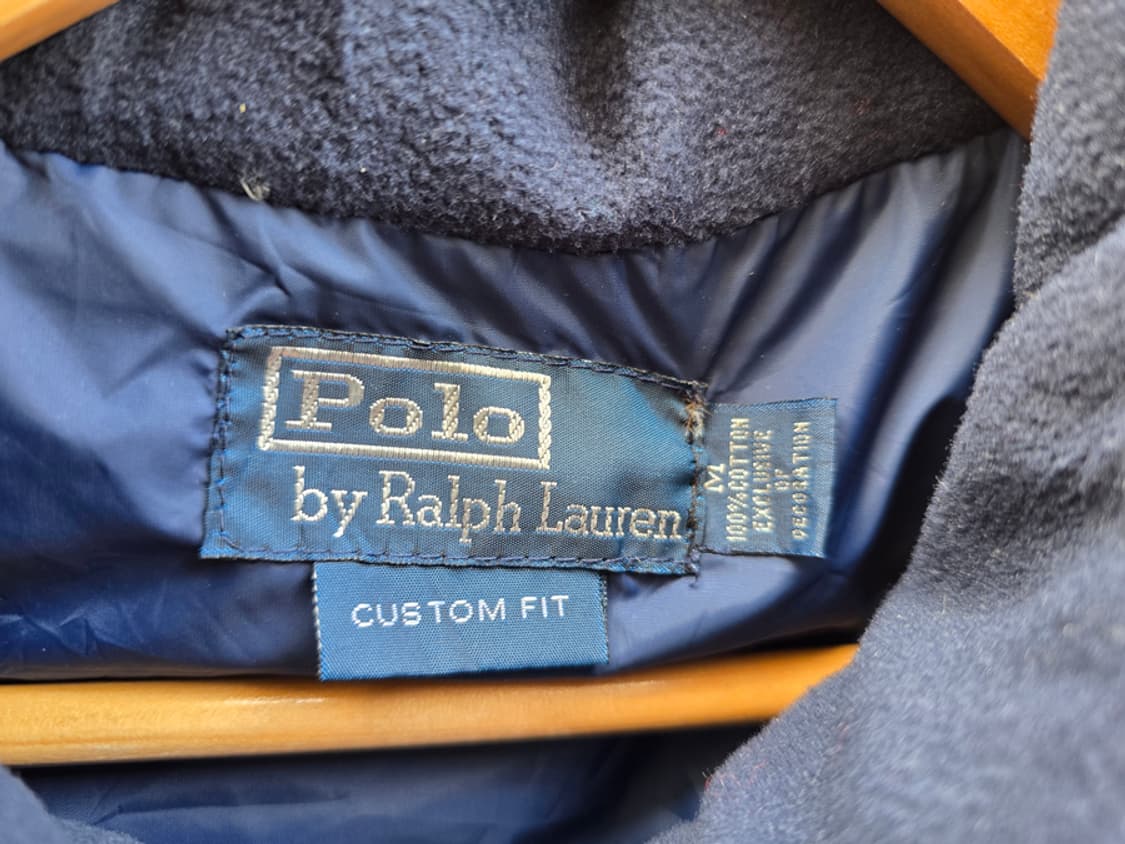 Polo
by Ralph Lauren
CUSTOM FIT
M
100%COTTON
EXCLUSIVE
OF
DECORATION